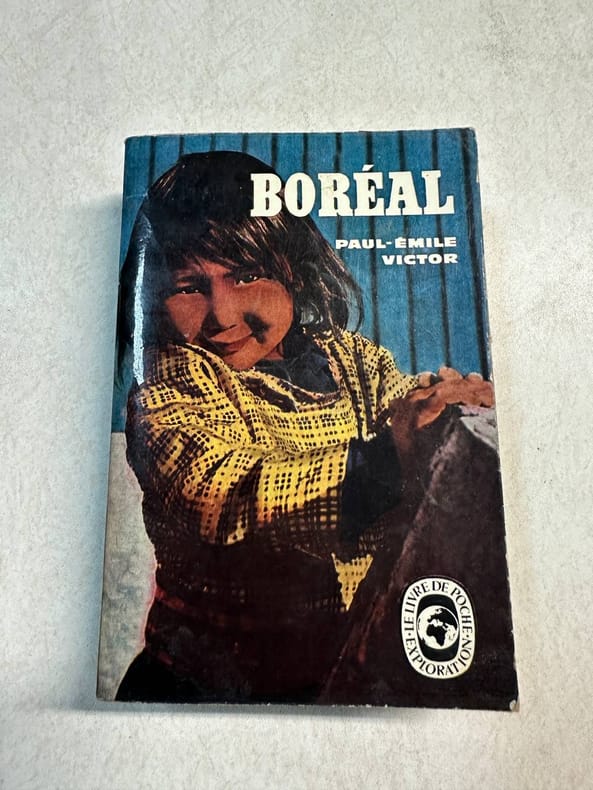 BORÉAL
PAUL-ÉMILE
VICTOR
LE LIVRE DE POCHE
EXPLORATION